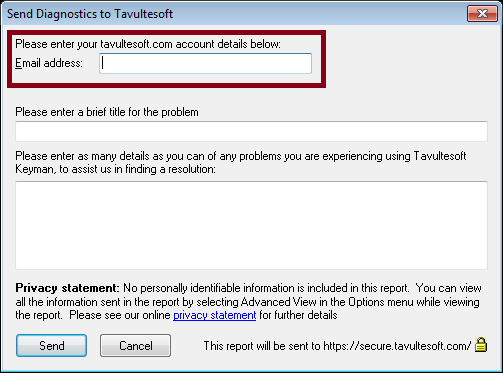 Send Diagnostics to Tavultesoft
Please enter your tavultesoft.com account details below:
Email address:
Please enter a brief title for the problem
Please enter as many details as you can of any problems you are experiencing using Tavultesoft
Keyman, to assist us in finding a resolution:
Privacy statement: No personally identifiable information is included in this report. You can view
all the information sent in the report by selecting Advanced View in the Options menu while viewing
the report. Please see our online privacy statement for further details
Send Cancel This report will be sent to https://secure.tavultesoft.com/